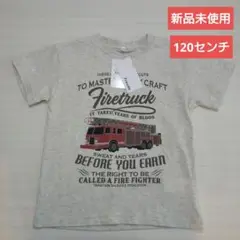 新品未使用
120センチ
TO MASTER
CRAFT
Firetruck
IT TAKES YEARS OF BLOOD
SWEAT AND TEARS
BEFORE YOU EARN
THE RIGHT TO BE
CALLED A FIRE FIGHTER